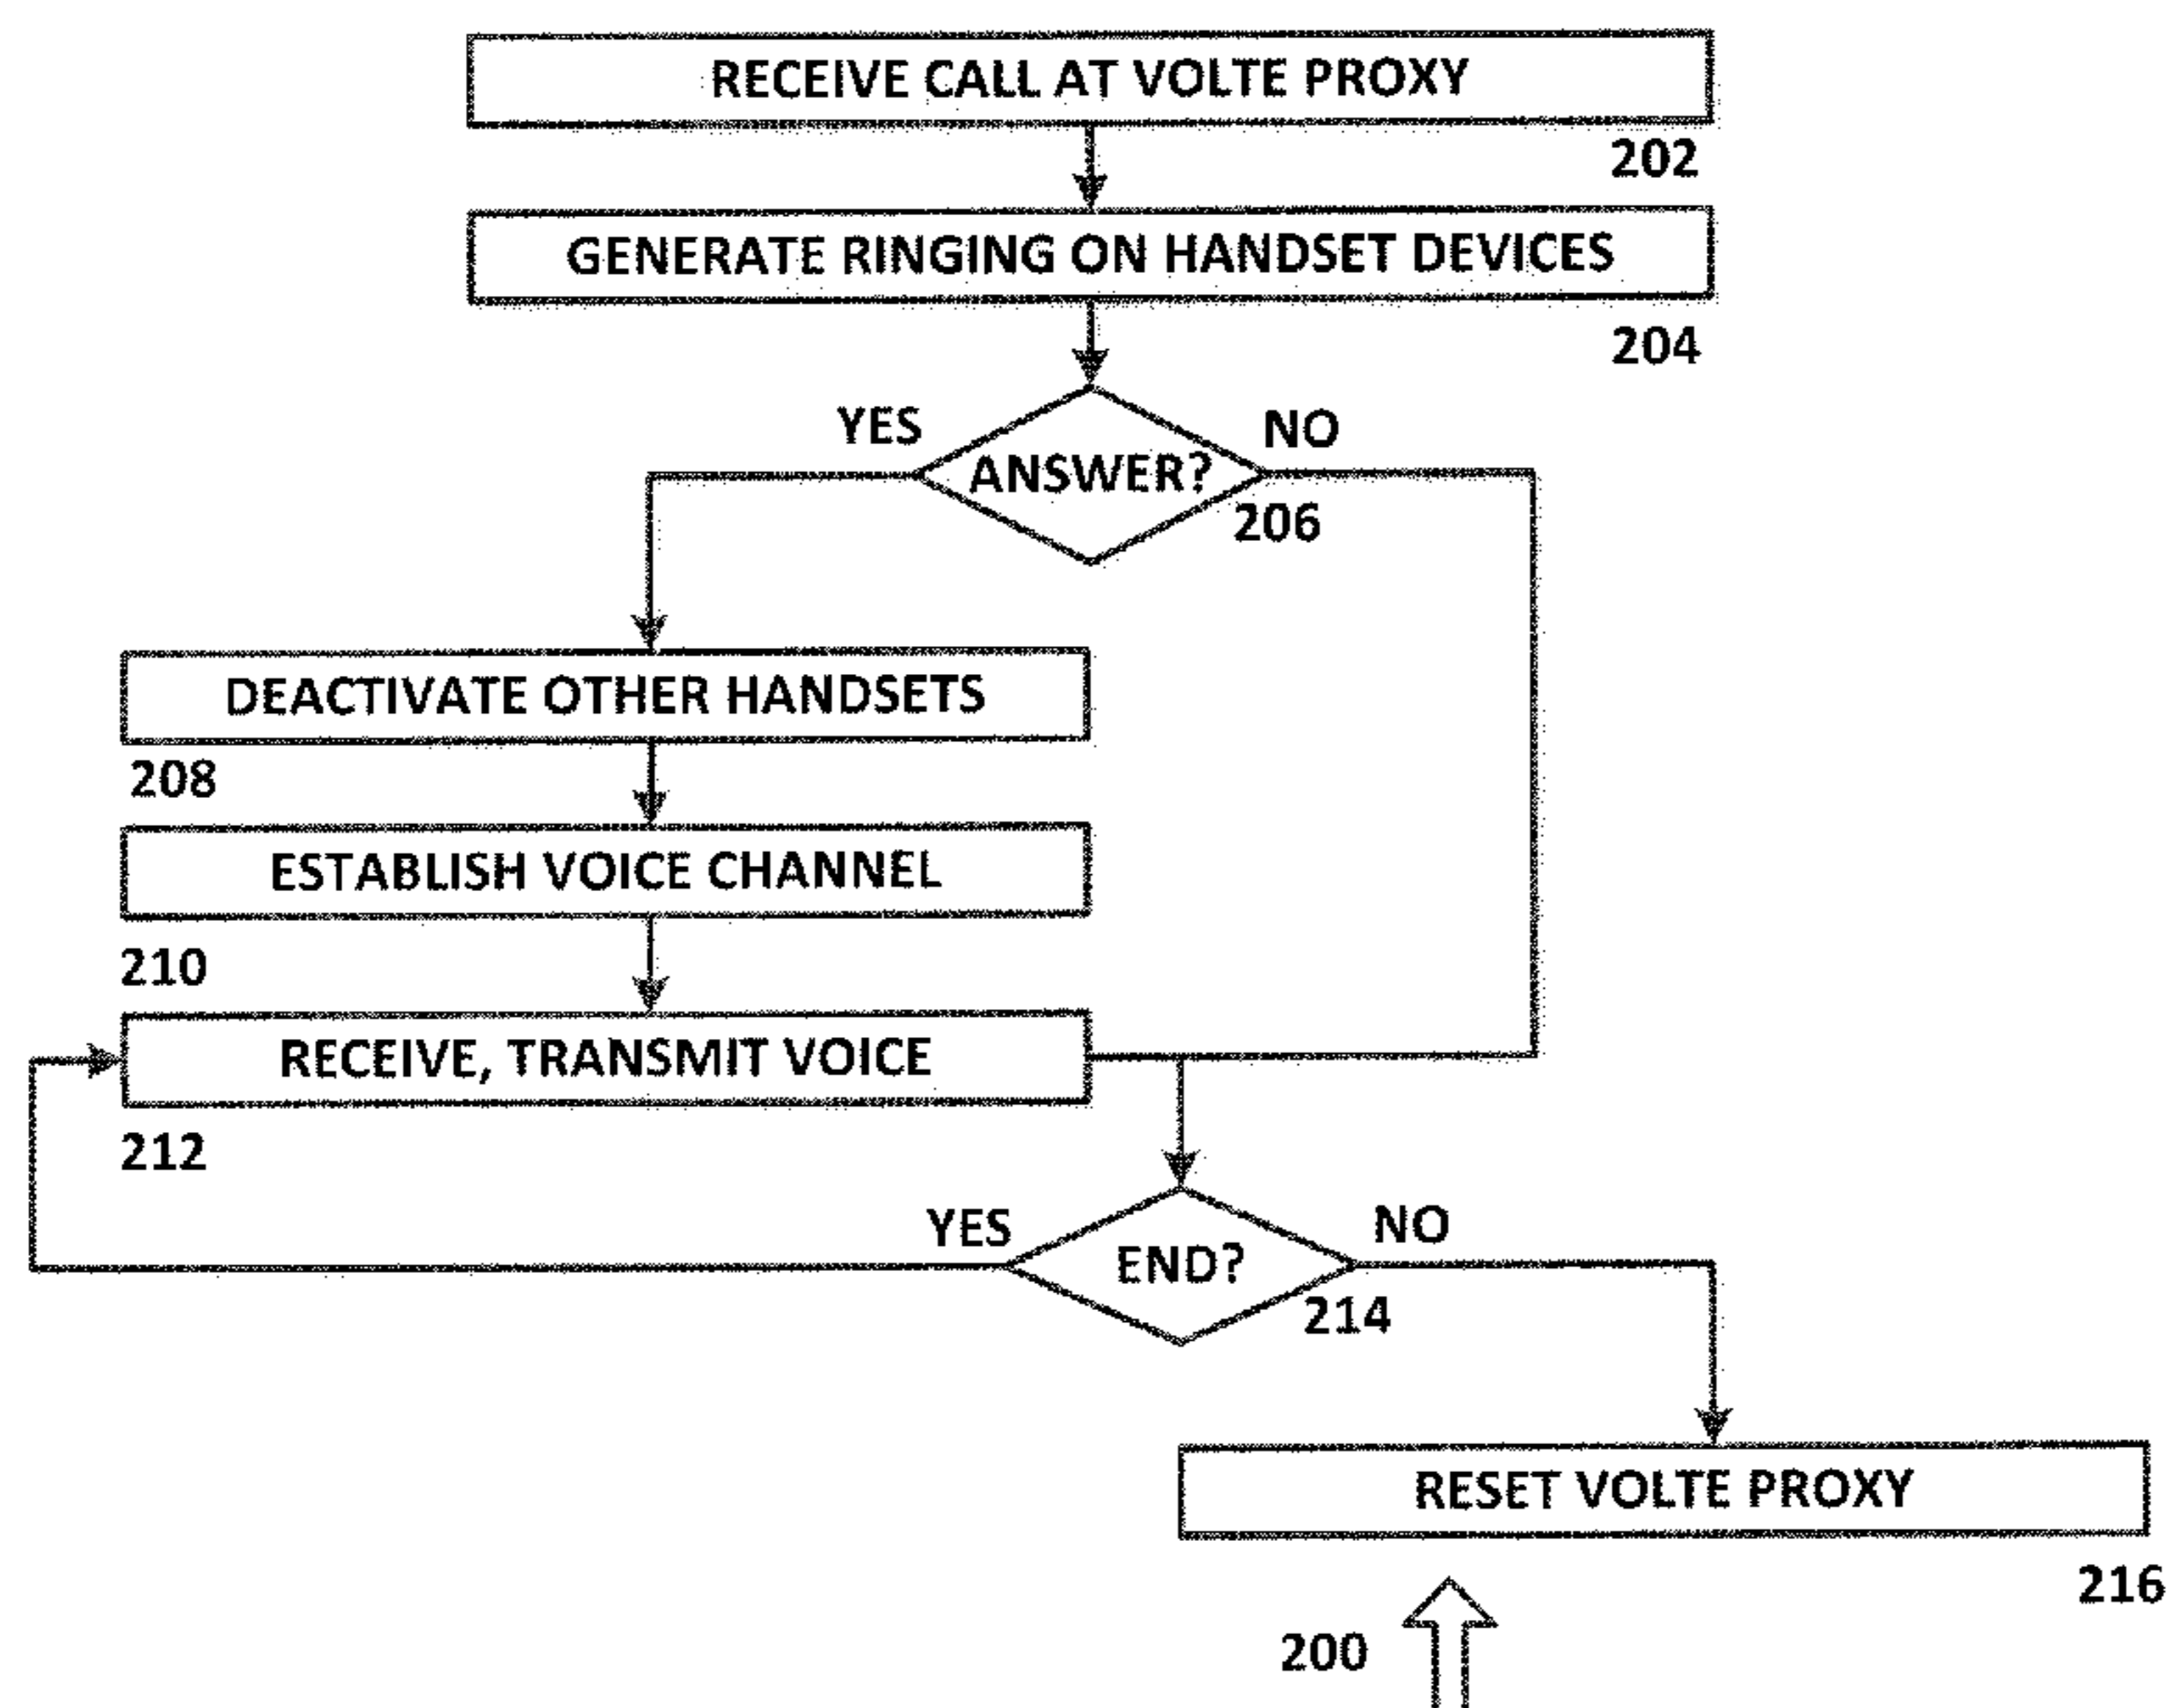 RECEIVE CALL AT VOLTE PROXY
202
GENERATE RINGING ON HANDSET DEVICES
204
YES
NO
ANSWER?
206
DEACTIVATE OTHER HANDSETS
208
ESTABLISH VOICE CHANNEL
210
RECEIVE, TRANSMIT VOICE
212
YES
NO
END?
214
RESET VOLTE PROXY
216
200